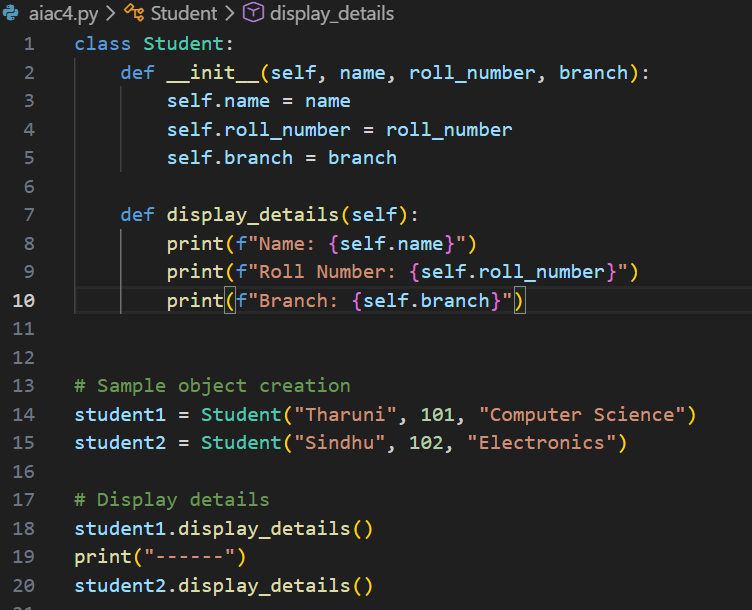 aiac4.py > Student > display_details
1 class Student:
2     def __init__(self, name, roll_number, branch):
3         self.name = name
4         self.roll_number = roll_number
5         self.branch = branch
6
7     def display_details(self):
8         print(f"Name: {self.name}")
9         print(f"Roll Number: {self.roll_number}")
10         print(f"Branch: {self.branch}")
11
12
13 # Sample object creation
14 student1 = Student("Tharuni", 101, "Computer Science")
15 student2 = Student("Sindhu", 102, "Electronics")
16
17 # Display details
18 student1.display_details()
19 print("------")
20 student2.display_details()